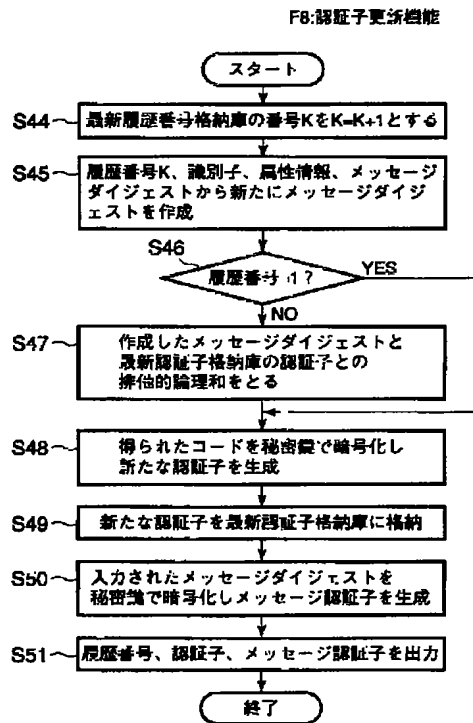 F8:認証子更新機能
スタート
S44
最新履歴番号格納庫の番号KをK=K+1とする
S45
履歴番号K、識別子、属性情報、メッセージ
ダイジェストから新たにメッセージダイジ
ェストを作成
S46
履歴番号=1?
YES
NO
S47
作成したメッセージダイジェストと
最新認証子格納庫の認証子との
排他的論理和をとる
S48
得られたコードを秘密鍵で暗号化し
新たな認証子を生成
S49
新たな認証子を最新認証子格納庫に格納
S50
入力されたメッセージダイジェストを
秘密鍵で暗号化しメッセージ認証子を生成
S51
履歴番号、認証子、メッセージ認証子を出力
終了